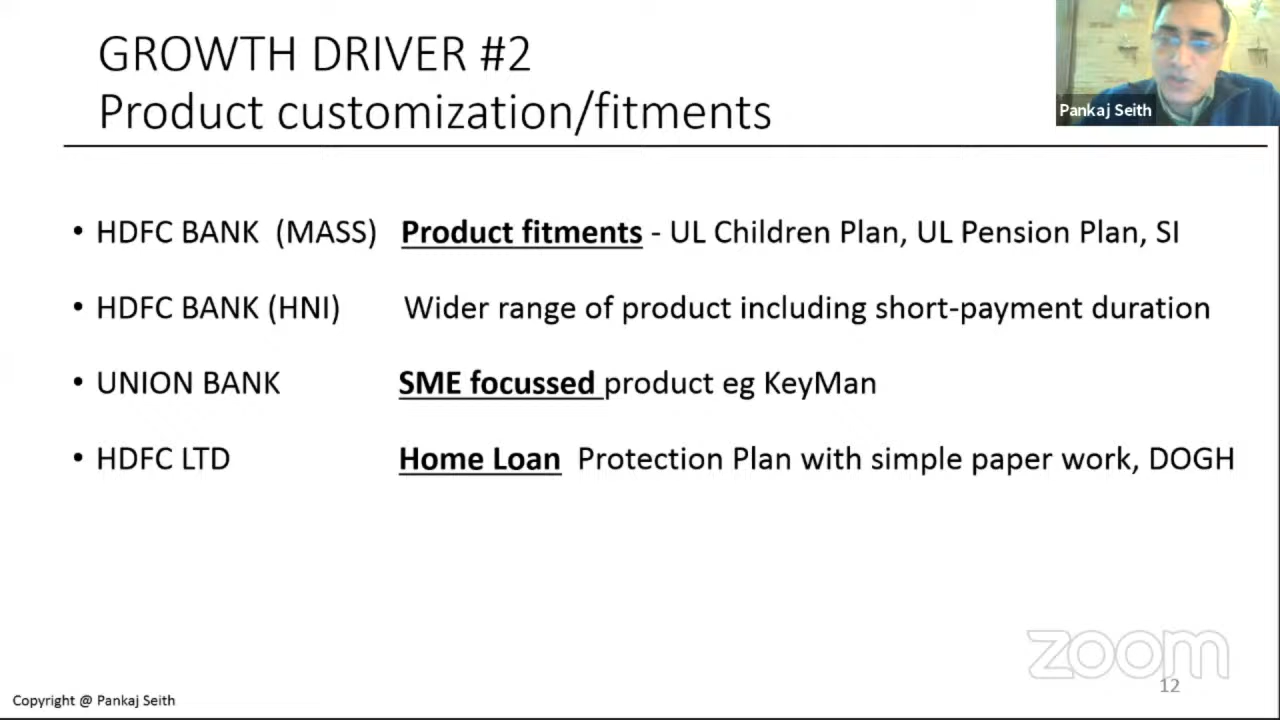 GROWTH DRIVER #2
Product customization/fitments
Pankaj Seith
• HDFC BANK (MASS) Product fitments - UL Children Plan, UL Pension Plan, SI
• HDFC BANK (HNI) Wider range of product including short-payment duration
• UNION BANK SME focussed product eg KeyMan
• HDFC LTD Home Loan Protection Plan with simple paper work, DOGH
zoom
12
Copyright @ Pankaj Seith